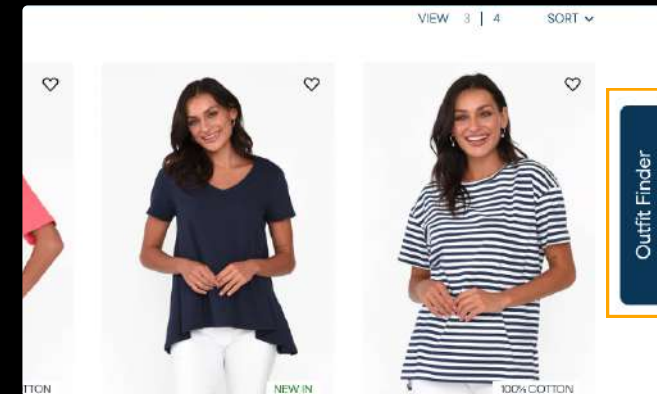 VIEW 3 | 4 SORT
Outfit Finder
TTON
NEW IN
100% COTTON